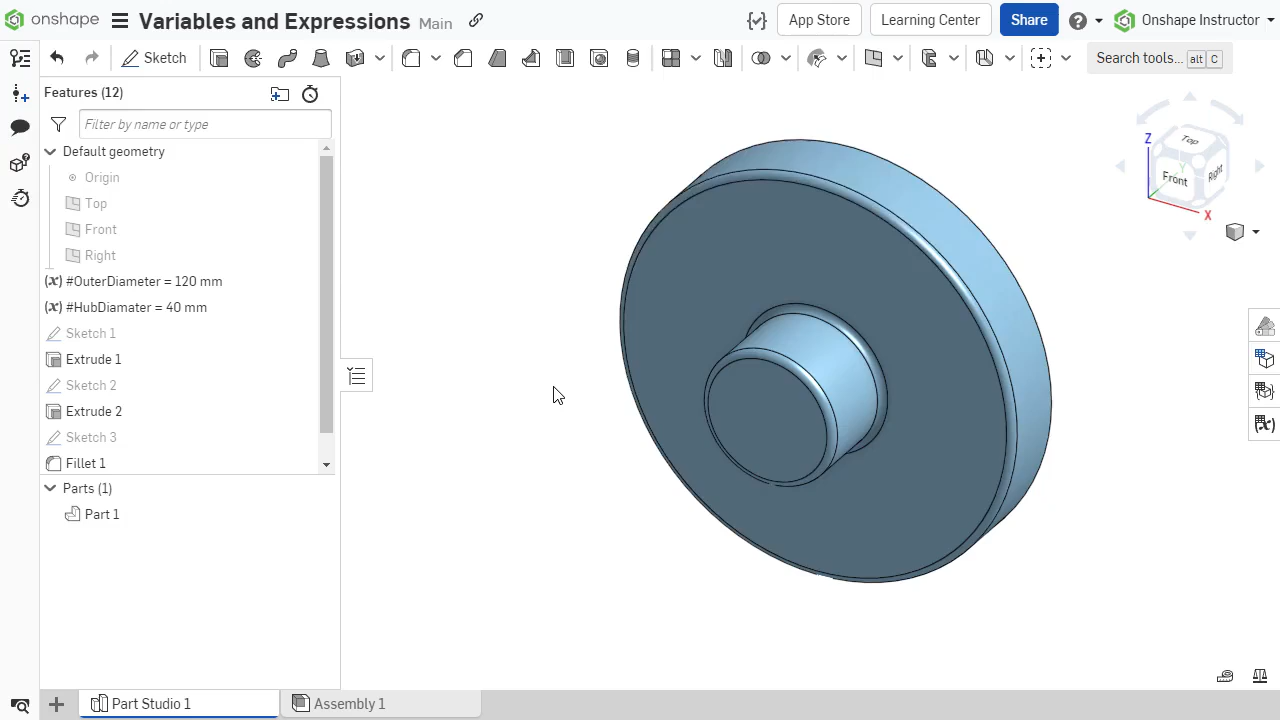 onshape Variables and Expressions Main App Store Learning Center Share Onshape Instructor
Sketch Search tools... alt C
Features (12)
Filter by name or type
Default geometry
Origin
Top
Front
Right
(x) #OuterDiameter = 120 mm
(x) #HubDiamater = 40 mm
Sketch 1
Extrude 1
Sketch 2
Extrude 2
Sketch 3
Fillet 1
Parts (1)
Part 1
Z
Top
Y
Front
Right
X
(x)
Part Studio 1
Assembly 1